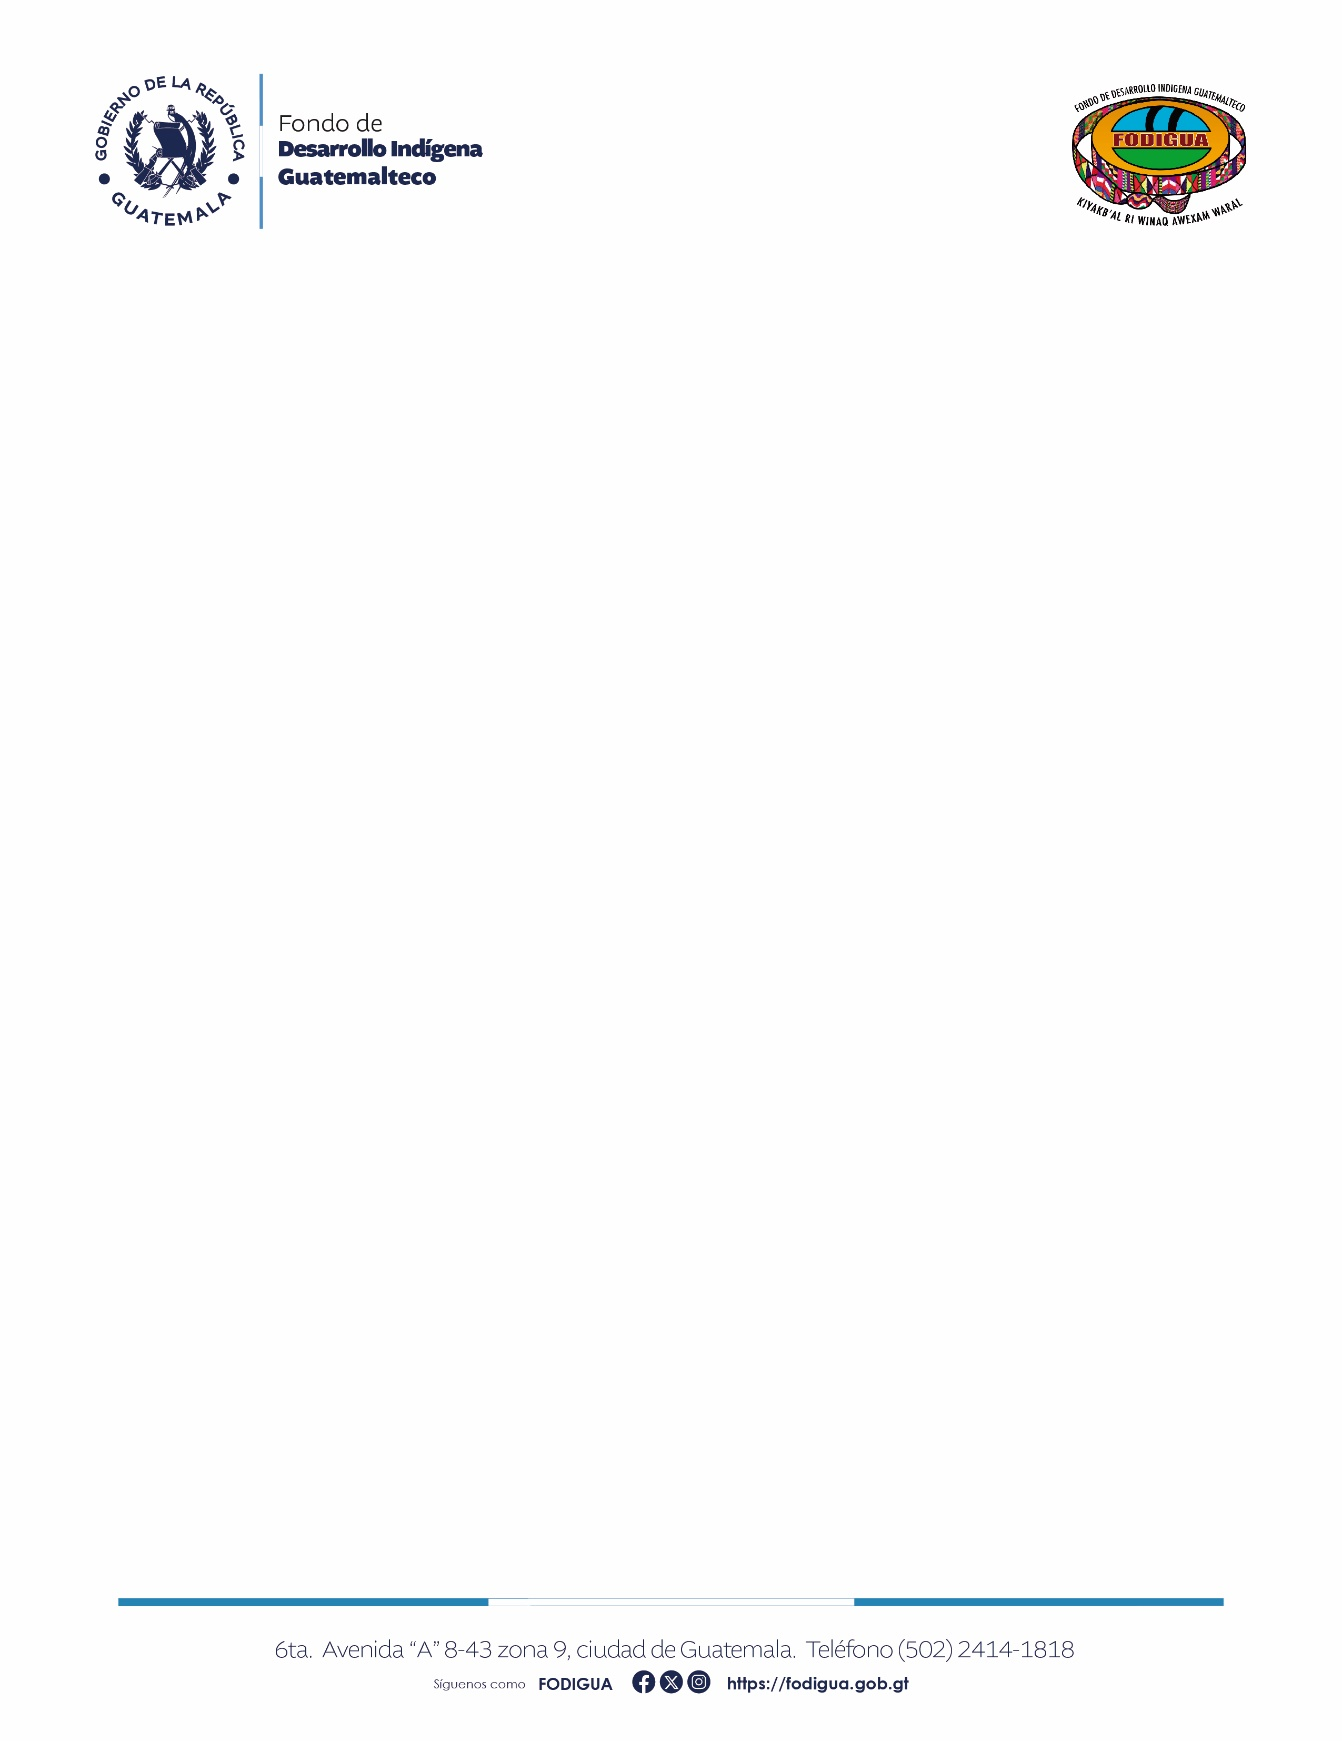 GOBIERNO DE LA REPÚBLICA
GUATEMALA
Fondo de
Desarrollo Indígena
Guatemalteco
FONDO DE DESARROLLO INDIGENA GUATEMALTECO
FODIGUA
KIYAKB'AL RI WINAQ AWEXAM WARAL
6ta. Avenida “A” 8-43 zona 9, ciudad de Guatemala. Teléfono (502) 2414-1818
Síguenos como FODIGUA https://fodigua.gob.gt